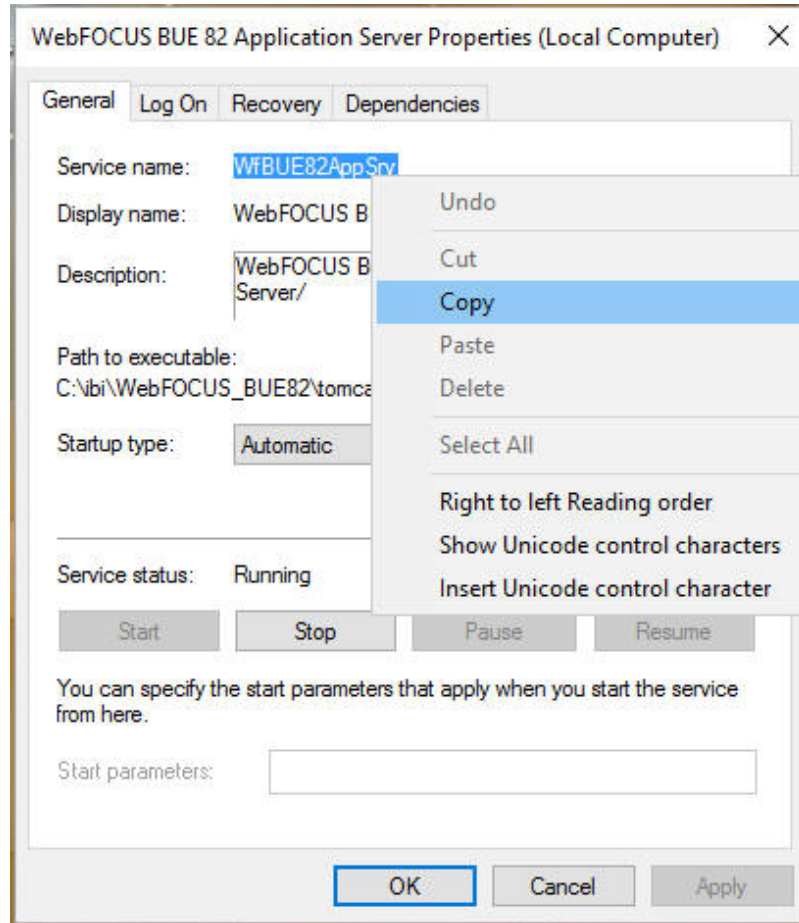 WebFOCUS BUE 82 Application Server Properties (Local Computer)
General Log On Recovery Dependencies
Service name: WfBUE82AppSrv
Display name: WebFOCUS B
Description: WebFOCUS B
Server/
Path to executable:
C:\ibi\WebFOCUS_BUE82\tomca
Startup type: Automatic
Service status: Running
Undo
Cut
Copy
Paste
Delete
Select All
Right to left Reading order
Show Unicode control characters
Insert Unicode control character
Start Stop Pause Resume
You can specify the start parameters that apply when you start the service
from here.
Start parameters:
OK Cancel Apply